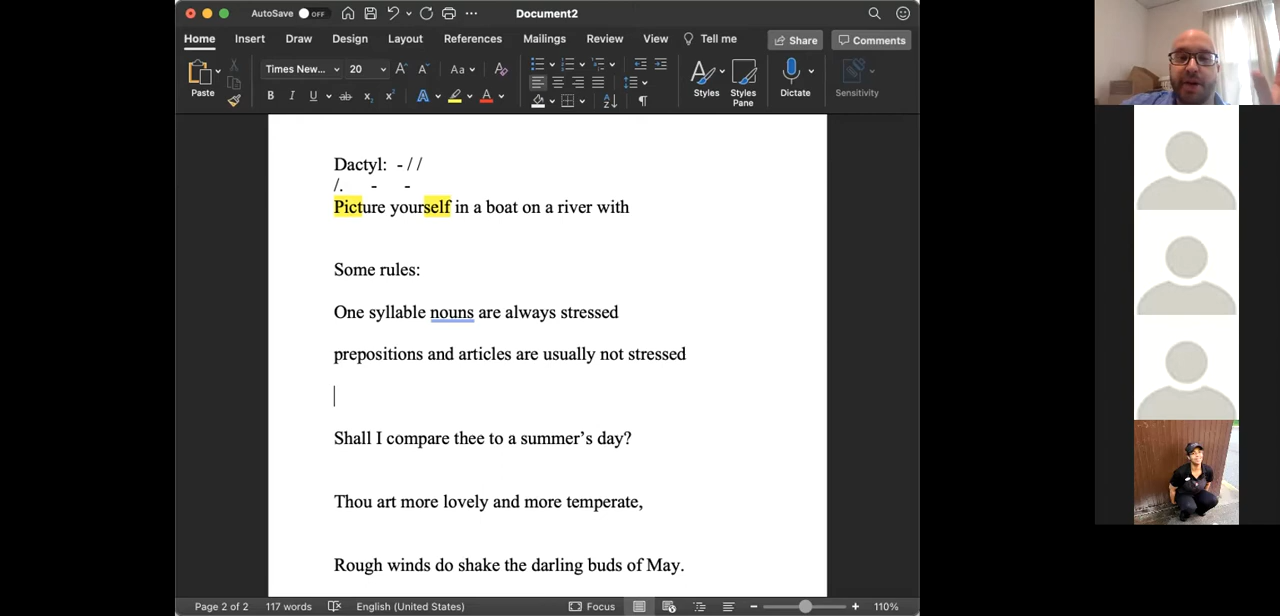 AutoSave OFF Document2
Home Insert Draw Design Layout References Mailings Review View Tell me Share Comments
Paste Times New... 20 Aa Styles Styles Pane Dictate Sensitivity
Dactyl: - / /
/. - -
Picture yourself in a boat on a river with
Some rules:
One syllable nouns are always stressed
prepositions and articles are usually not stressed
Shall I compare thee to a summer’s day?
Thou art more lovely and more temperate,
Rough winds do shake the darling buds of May.
Page 2 of 2 117 words English (United States) Focus 110%